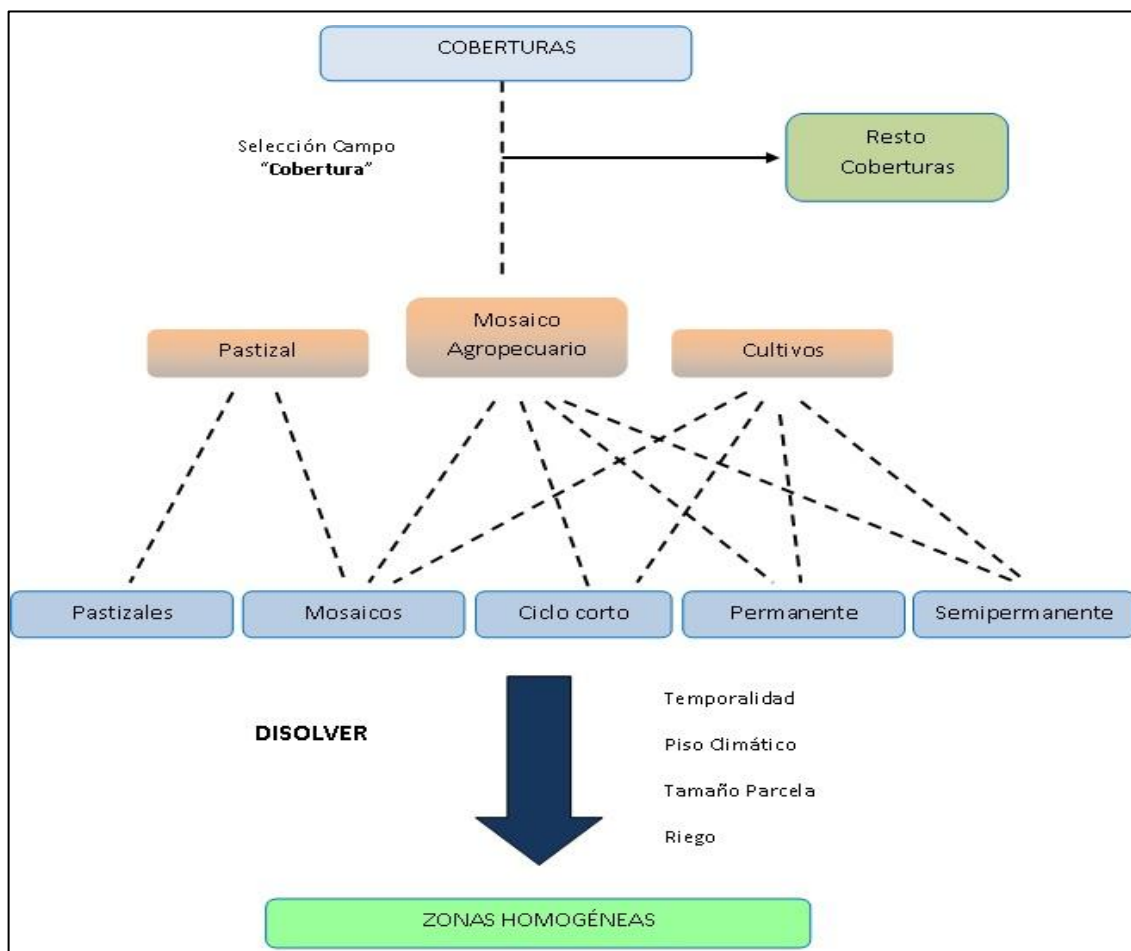 COBERTURAS
Selección Campo
“Cobertura”
Resto
Coberturas
Pastizal
Mosaico
Agropecuario
Cultivos
Pastizales
Mosaicos
Ciclo corto
Permanente
Semipermanente
DISOLVER
Temporalidad
Piso Climático
Tamaño Parcela
Riego
ZONAS HOMOGÉNEAS